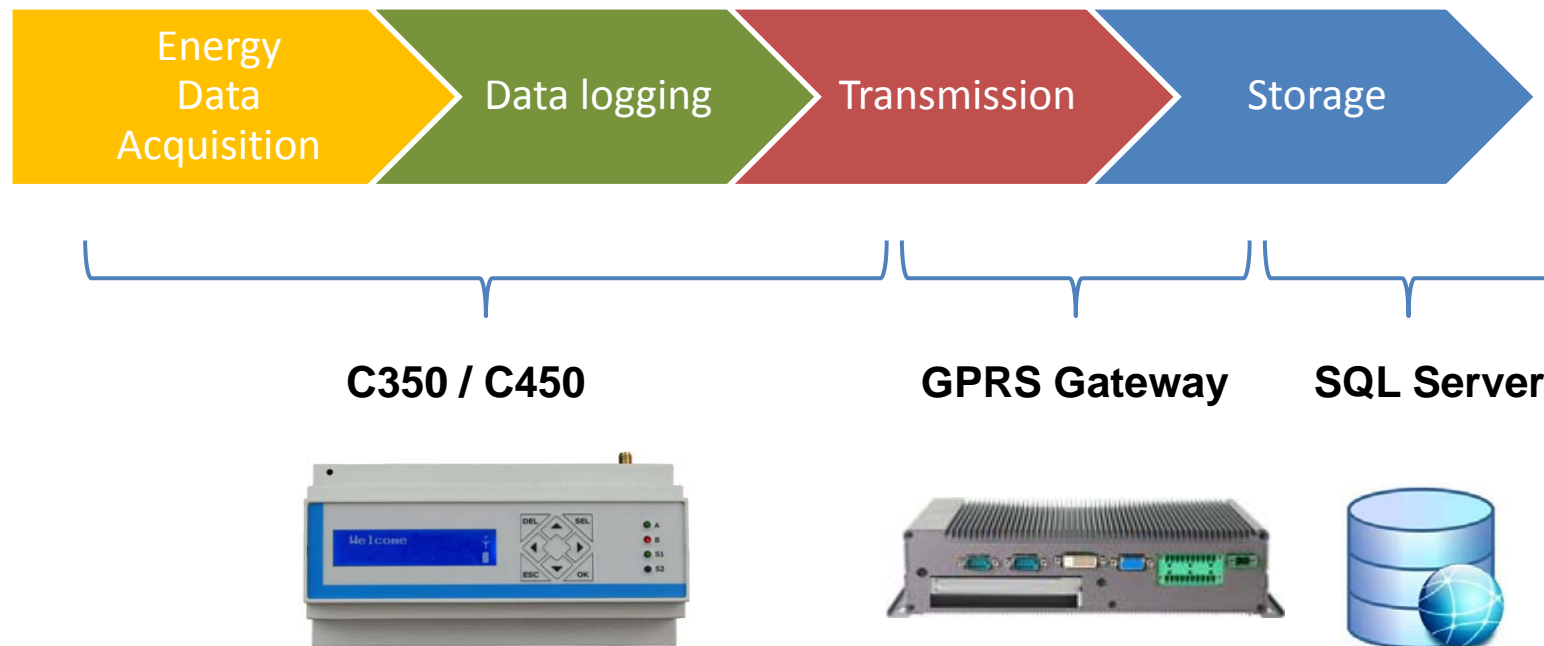 Energy
Data
Acquisition
Data logging
Transmission
Storage
C350 / C450
GPRS Gateway
SQL Server
Welcome
DEL
SEL
ESC
OK
A
B
S1
S2